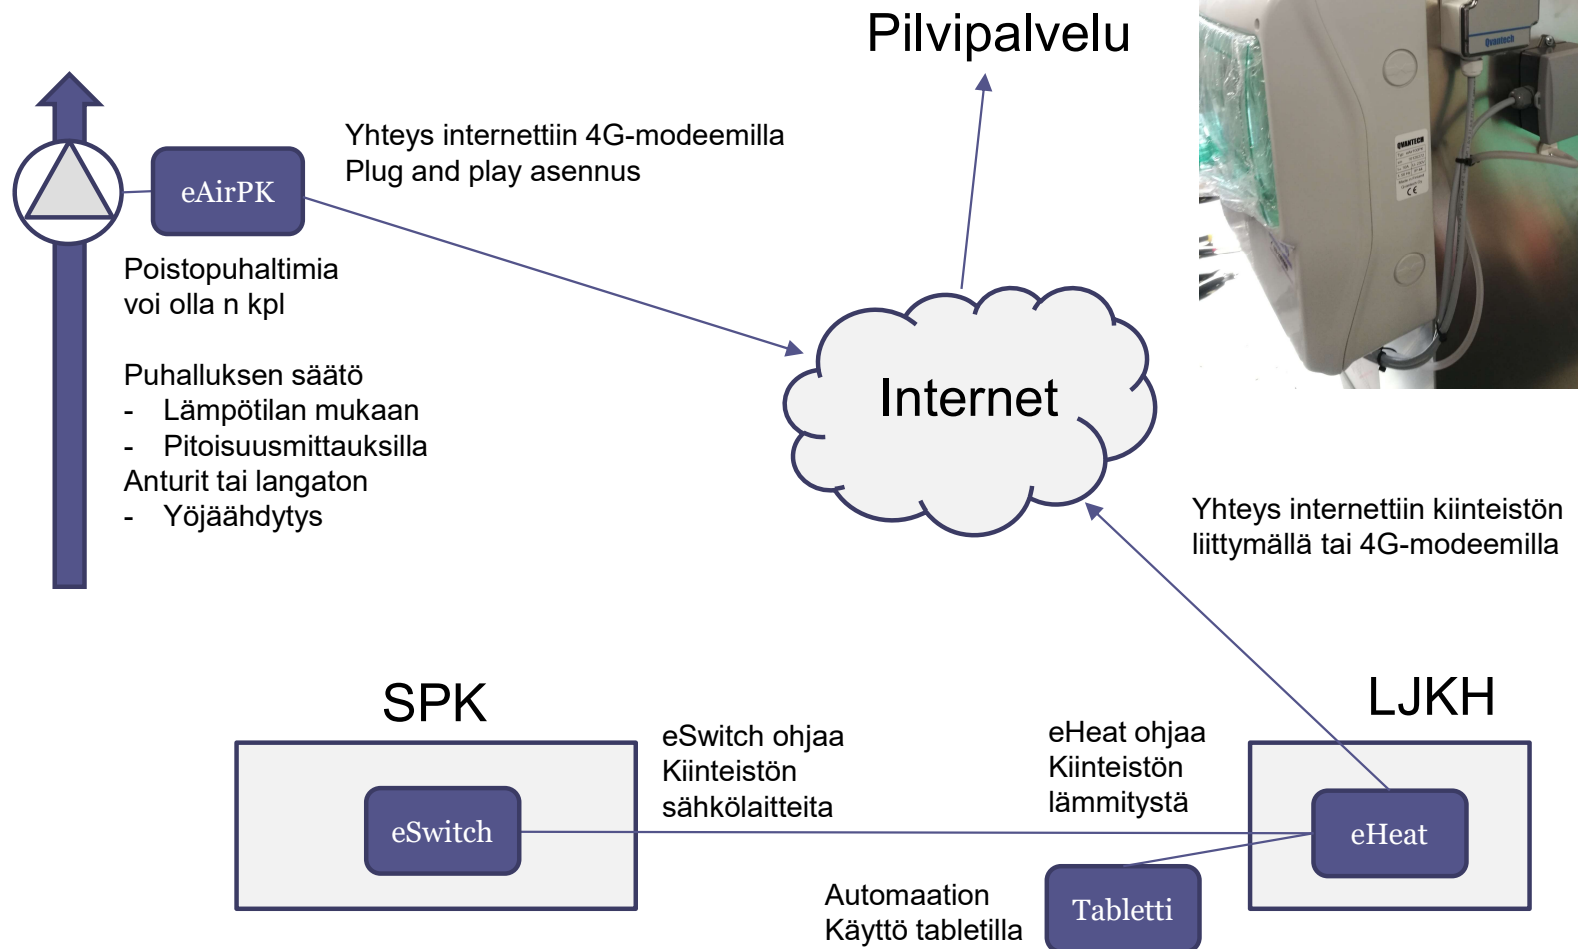 Pilvipalvelu
Qvantech
QVANTECH
Yhteys internettiin 4G-modeemilla
Plug and play asennus
eAirPK
Poistopuhaltimia
voi olla n kpl
Puhalluksen säätö
- Lämpötilan mukaan
- Pitoisuusmittauksilla
Anturit tai langaton
- Yöjäähdytys
Internet
Yhteys internettiin kiinteistön
liittymällä tai 4G-modeemilla
SPK
LJKH
eSwitch ohjaa
Kiinteistön
sähkölaitteita
eHeat ohjaa
Kiinteistön
lämmitystä
eSwitch
eHeat
Automaation
Käyttö tabletilla
Tabletti